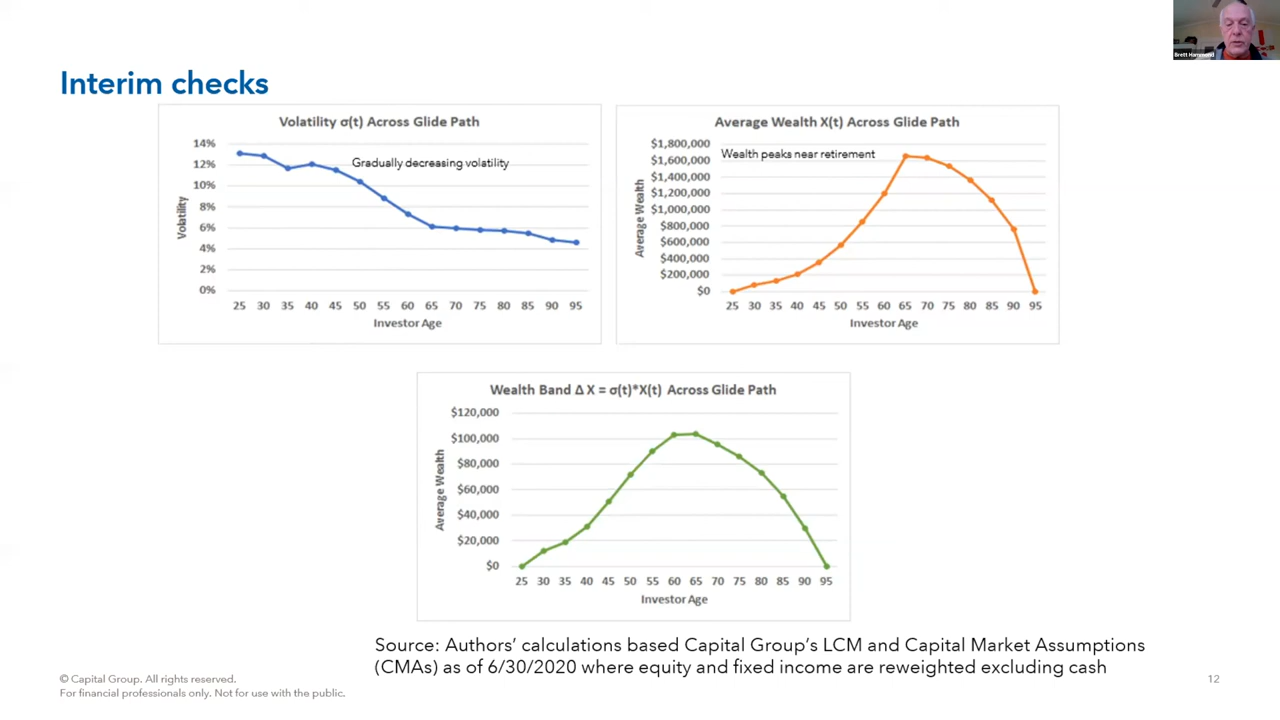 Brett Hammond
Interim checks
Volatility σ(t) Across Glide Path
Gradually decreasing volatility
14%
12%
10%
8%
6%
4%
2%
0%
Volatility
25 30 35 40 45 50 55 60 65 70 75 80 85 90 95
Investor Age
Average Wealth X(t) Across Glide Path
Wealth peaks near retirement
$1,800,000
$1,600,000
$1,400,000
$1,200,000
$1,000,000
$800,000
$600,000
$400,000
$200,000
$0
Average Wealth
25 30 35 40 45 50 55 60 65 70 75 80 85 90 95
Investor Age
Wealth Band Δ X = σ(t)*X(t) Across Glide Path
$120,000
$100,000
$80,000
$60,000
$40,000
$20,000
$0
Average Wealth
25 30 35 40 45 50 55 60 65 70 75 80 85 90 95
Investor Age
Source: Authors’ calculations based Capital Group’s LCM and Capital Market Assumptions
(CMAs) as of 6/30/2020 where equity and fixed income are reweighted excluding cash
© Capital Group. All rights reserved.
For financial professionals only. Not for use with the public.
12